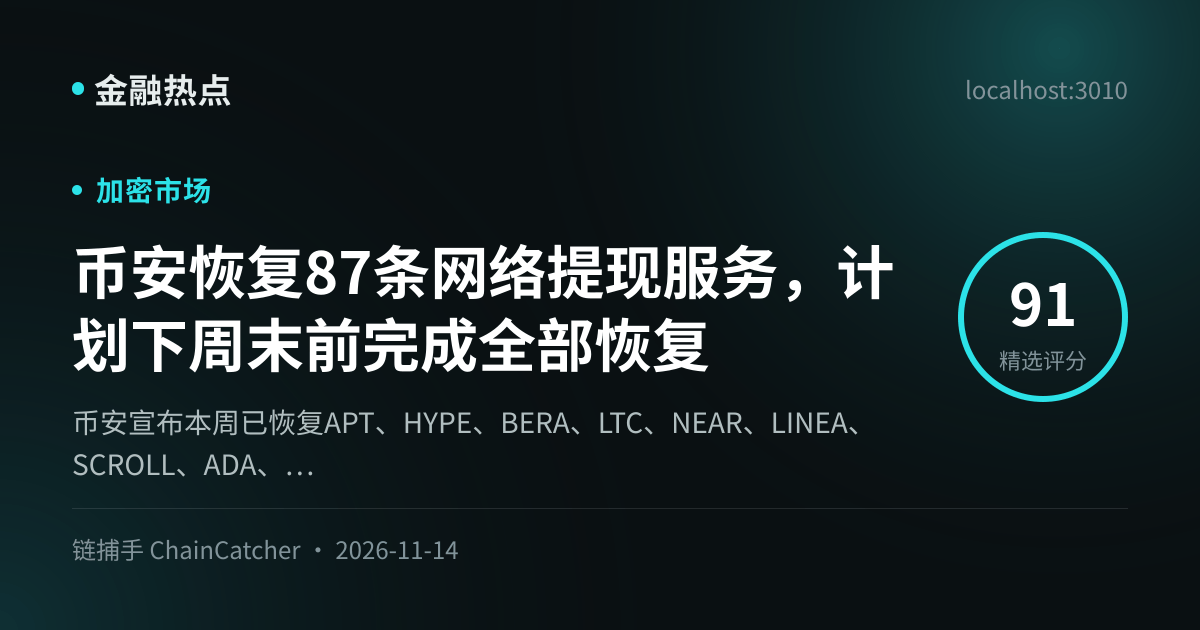 金融热点
localhost:3010
加密市场
币安恢复87条网络提现服务，计
划下周末前完成全部恢复
91
精选评分
币安宣布本周已恢复APT、HYPE、BERA、LTC、NEAR、LINEA、
SCROLL、ADA、…
链捕手 ChainCatcher · 2026-11-14